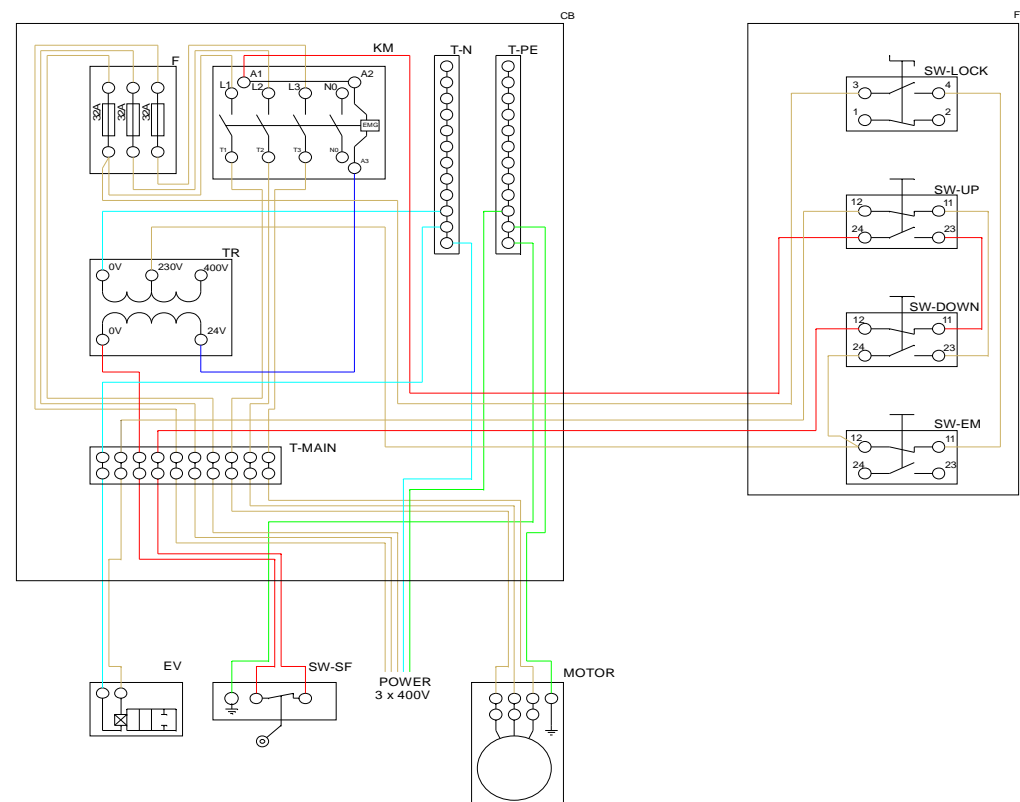 CB
F
KM
T-N
T-PE
F
A1
A2
L1
L2
L3
N0
32A
32A
32A
EMG
T1
T2
T3
N0
A3
SW-LOCK
3
4
1
2
SW-UP
12
11
24
23
TR
0V
230V
400V
0V
24V
SW-DOWN
12
11
24
23
SW-EM
12
11
24
23
T-MAIN
EV
SW-SF
POWER
3 x 400V
MOTOR